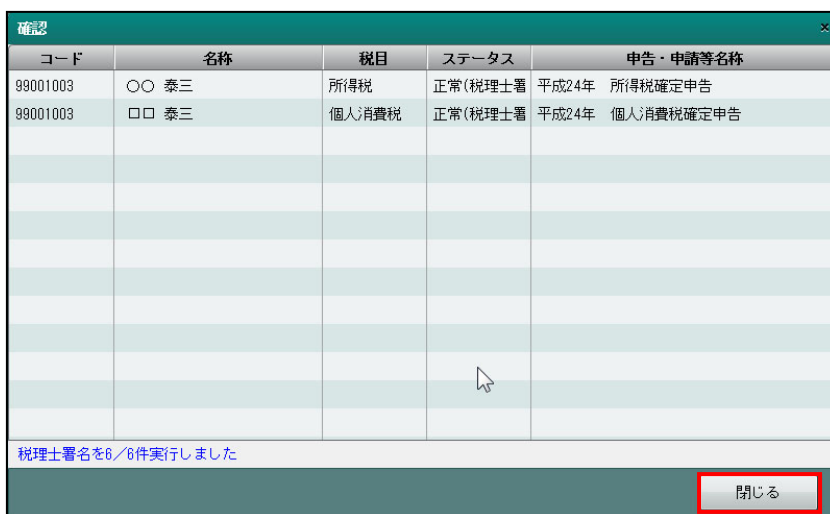 確認 ×
コード 名称 税目 ステータス 申告・申請等名称
99001003 〇〇 泰三 所得税 正常(税理士署 平成24年 所得税確定申告
99001003 □□ 泰三 個人消費税 正常(税理士署 平成24年 個人消費税確定申告
税理士署名を6/6件実行しました
閉じる